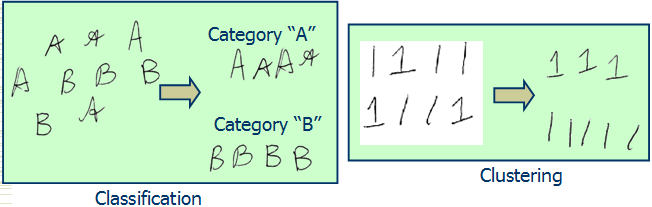 A A A
A B B B
B A
Category “A”
A A A A
Category “B”
B B B B
Classification
1 1 1 1
1 1 1 1
1 1 1
1 1 1 1 1
Clustering